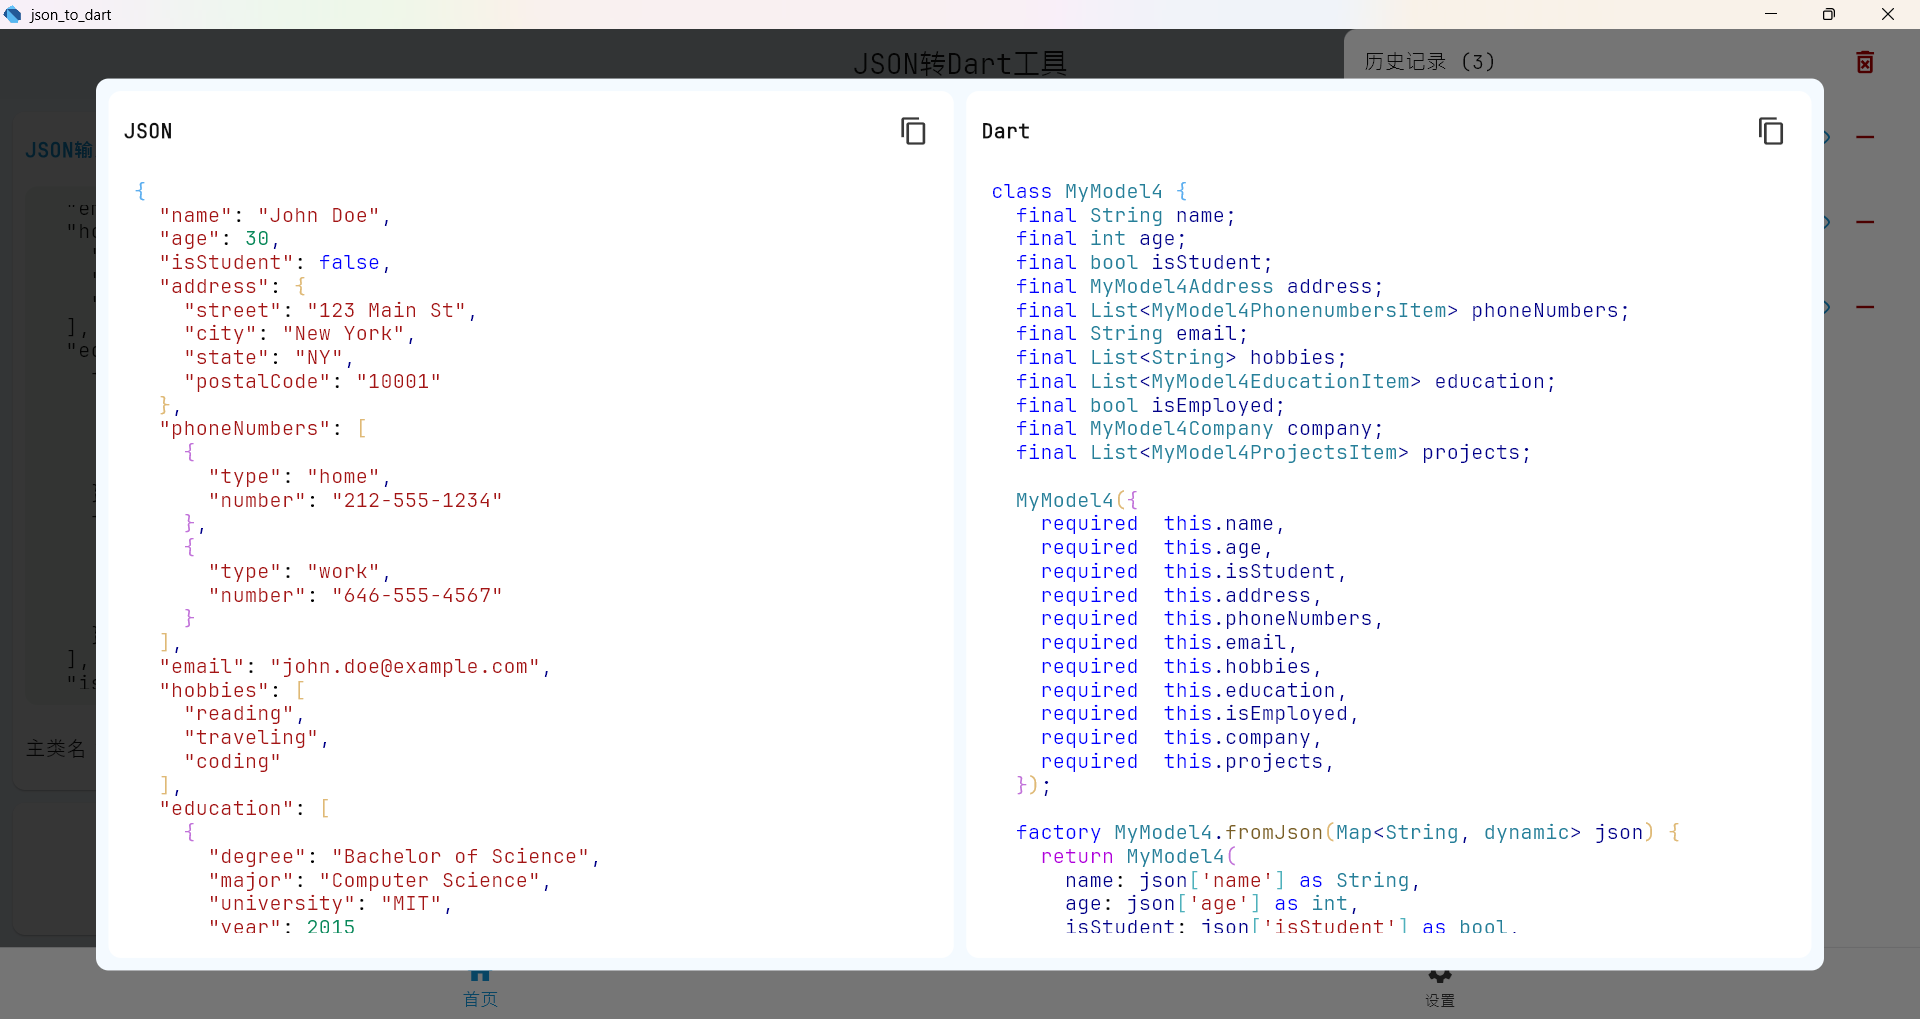 json_to_dart
JSON转Dart工具
历史记录 (3)
JSON输
主类名
JSON
{
  "name": "John Doe",
  "age": 30,
  "isStudent": false,
  "address": {
    "street": "123 Main St",
    "city": "New York",
    "state": "NY",
    "postalCode": "10001"
  },
  "phoneNumbers": [
    {
      "type": "home",
      "number": "212-555-1234"
    },
    {
      "type": "work",
      "number": "646-555-4567"
    }
  ],
  "email": "john.doe@example.com",
  "hobbies": [
    "reading",
    "traveling",
    "coding"
  ],
  "education": [
    {
      "degree": "Bachelor of Science",
      "major": "Computer Science",
      "university": "MIT",
      "year": 2015
Dart
class MyModel4 {
  final String name;
  final int age;
  final bool isStudent;
  final MyModel4Address address;
  final List<MyModel4PhonenumbersItem> phoneNumbers;
  final String email;
  final List<String> hobbies;
  final List<MyModel4EducationItem> education;
  final bool isEmployed;
  final MyModel4Company company;
  final List<MyModel4ProjectsItem> projects;
  MyModel4({
    required  this.name,
    required  this.age,
    required  this.isStudent,
    required  this.address,
    required  this.phoneNumbers,
    required  this.email,
    required  this.hobbies,
    required  this.education,
    required  this.isEmployed,
    required  this.company,
    required  this.projects,
  });
  factory MyModel4.fromJson(Map<String, dynamic> json) {
    return MyModel4(
      name: json['name'] as String,
      age: json['age'] as int,
      isStudent: json['isStudent'] as bool,
首页
设置